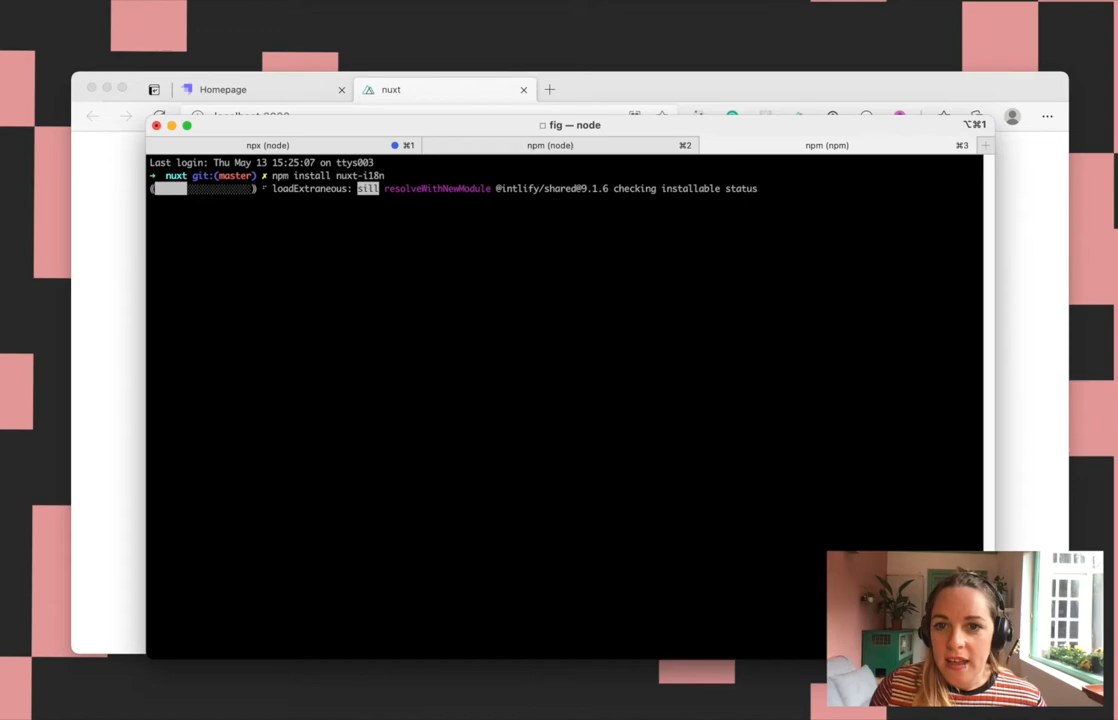 Homepage
nuxt
fig — node
⌥⌘1
npx (node)
⌘1
npm (node)
⌘2
npm (npm)
⌘3
Last login: Thu May 13 15:25:07 on ttys003
➜ nuxt git:(master) ✗ npm install nuxt-i18n
loadExtraneous: sill resolveWithNewModule @intlify/shared@9.1.6 checking installable status